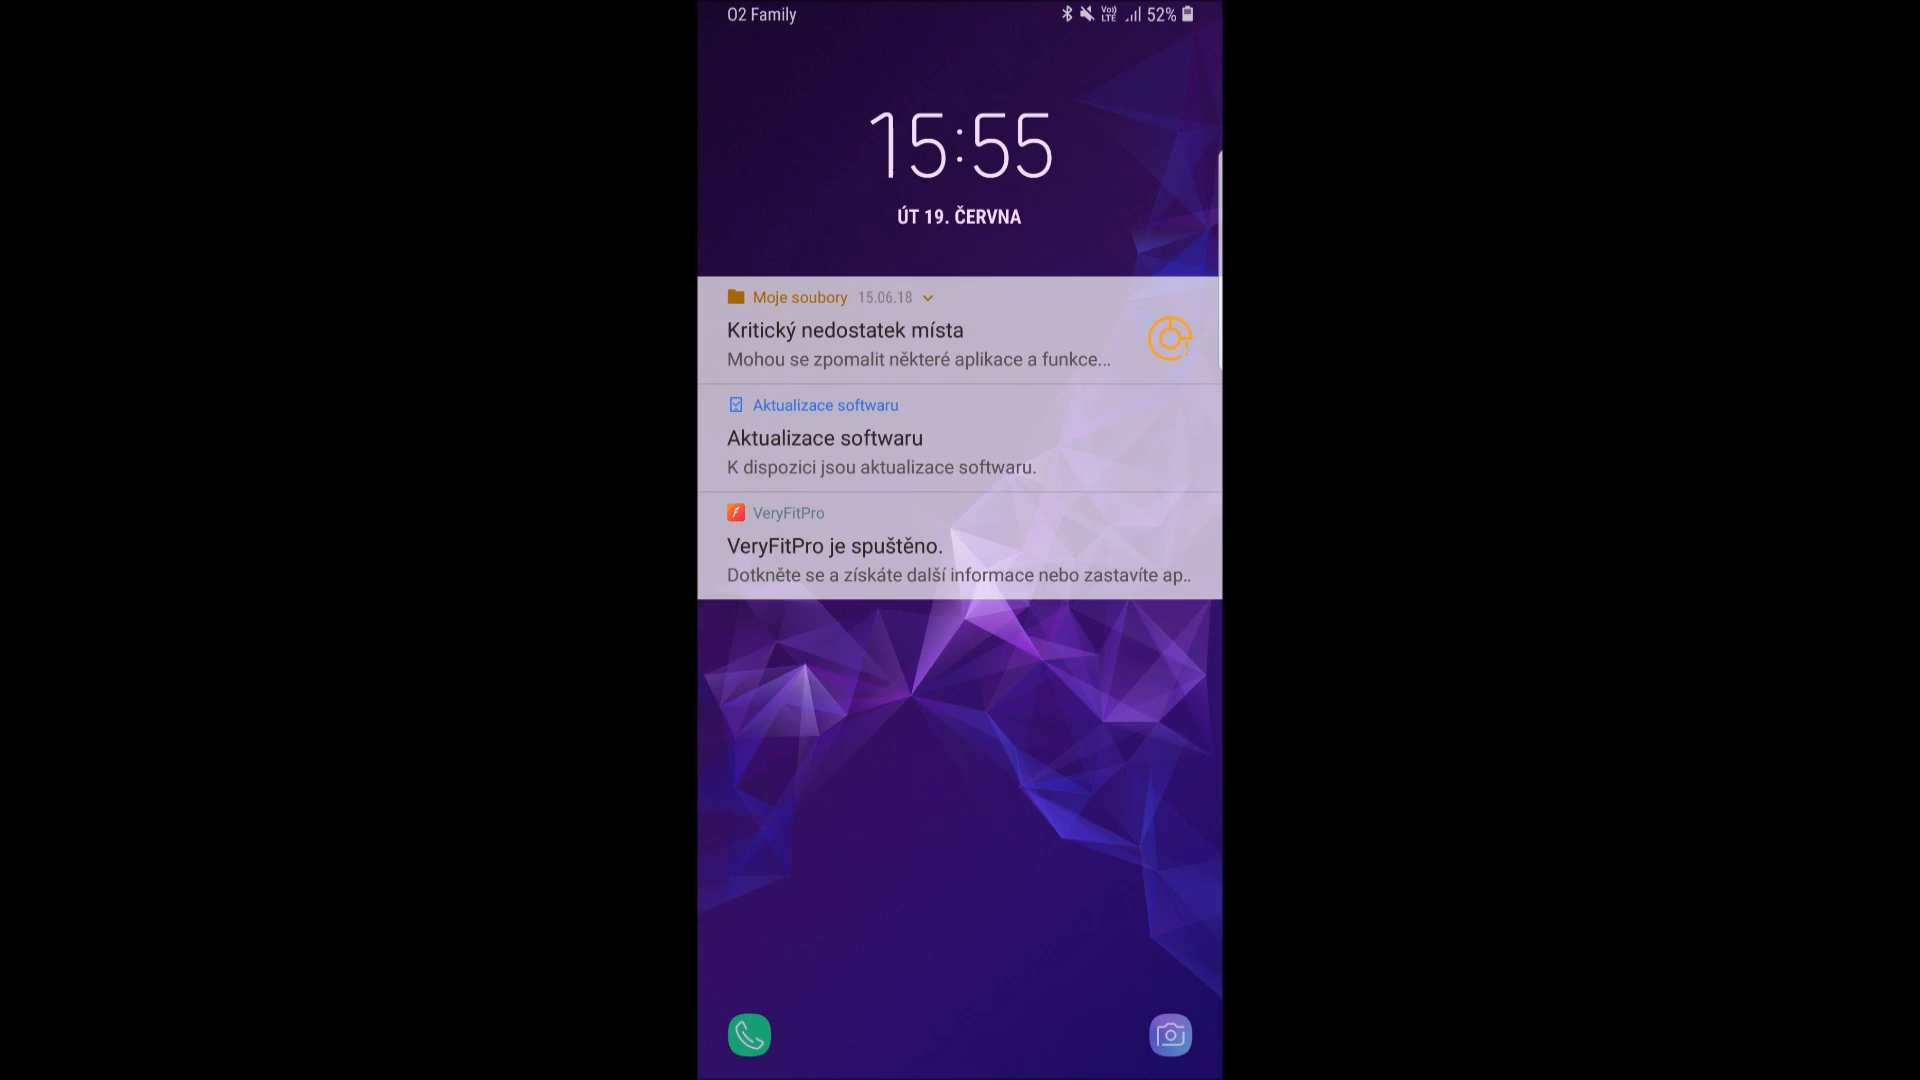 O2 Family
Vo)) LTE 52%
15:55
ÚT 19. ČERVNA
Moje soubory 15.06.18
Kritický nedostatek místa
Mohou se zpomalit některé aplikace a funkce...
Aktualizace softwaru
Aktualizace softwaru
K dispozici jsou aktualizace softwaru.
VeryFitPro
VeryFitPro je spuštěno.
Dotkněte se a získáte další informace nebo zastavíte ap..